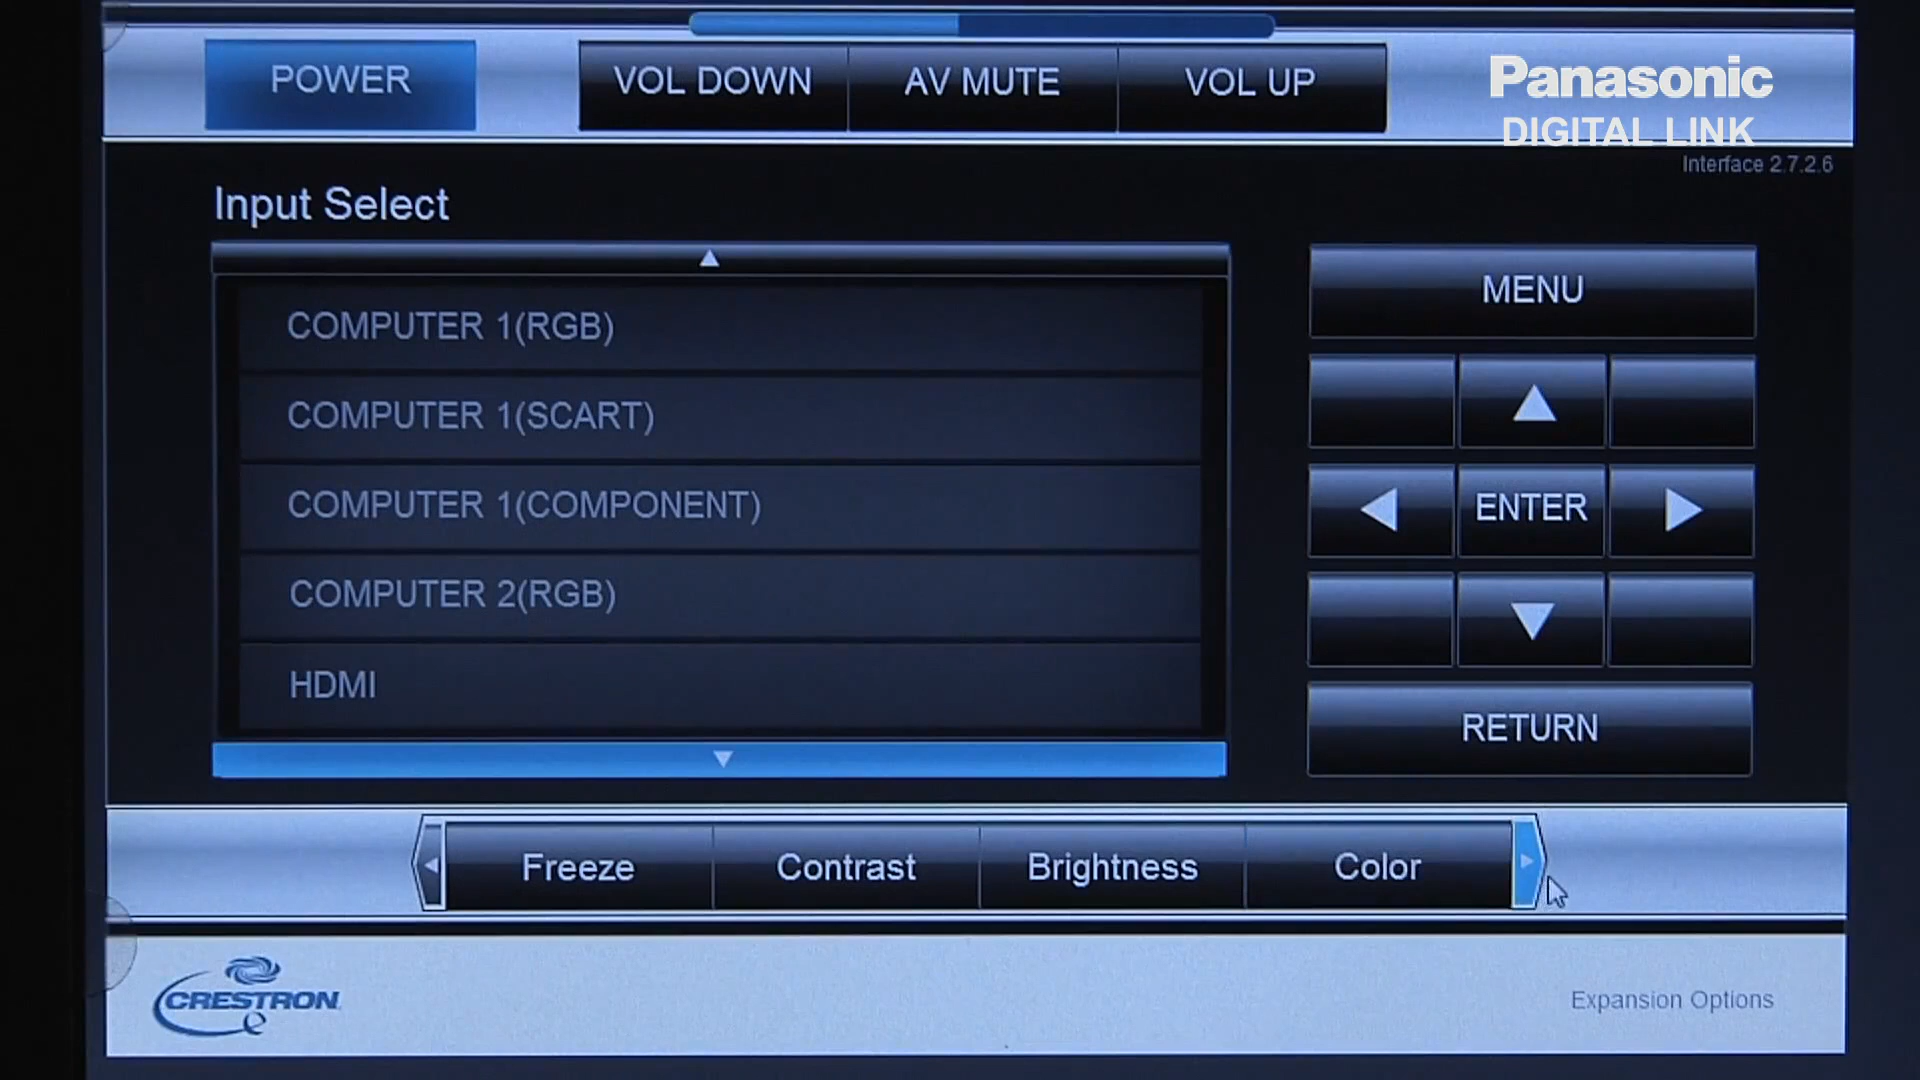 POWER
VOL DOWN
AV MUTE
VOL UP
Panasonic
DIGITAL LINK
Interface 2.7.2.6
Input Select
COMPUTER 1(RGB)
COMPUTER 1(SCART)
COMPUTER 1(COMPONENT)
COMPUTER 2(RGB)
HDMI
MENU
ENTER
RETURN
Freeze
Contrast
Brightness
Color
CRESTRON
Expansion Options